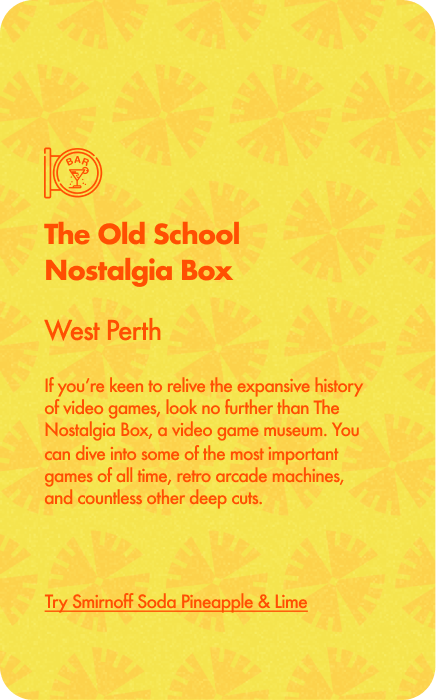 BAR
The Old School
Nostalgia Box
West Perth
If you're keen to relive the expansive history
of video games, look no further than The
Nostalgia Box, a video game museum. You
can dive into some of the most important
games of all time, retro arcade machines,
and countless other deep cuts.
Try Smirnoff Soda Pineapple & Lime